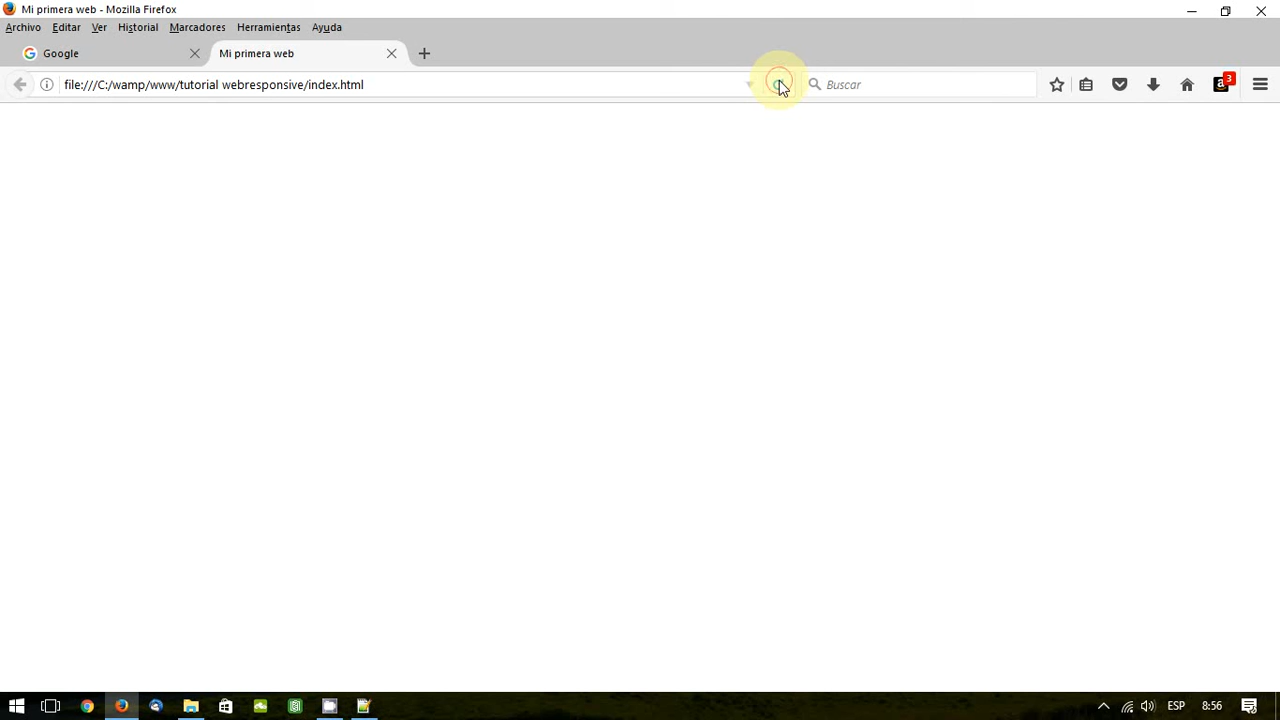 Mi primera web - Mozilla Firefox
Archivo Editar Ver Historial Marcadores Herramientas Ayuda
Google Mi primera web
file:///C:/wamp/www/tutorial webresponsive/index.html Buscar 3
ESP 8:56